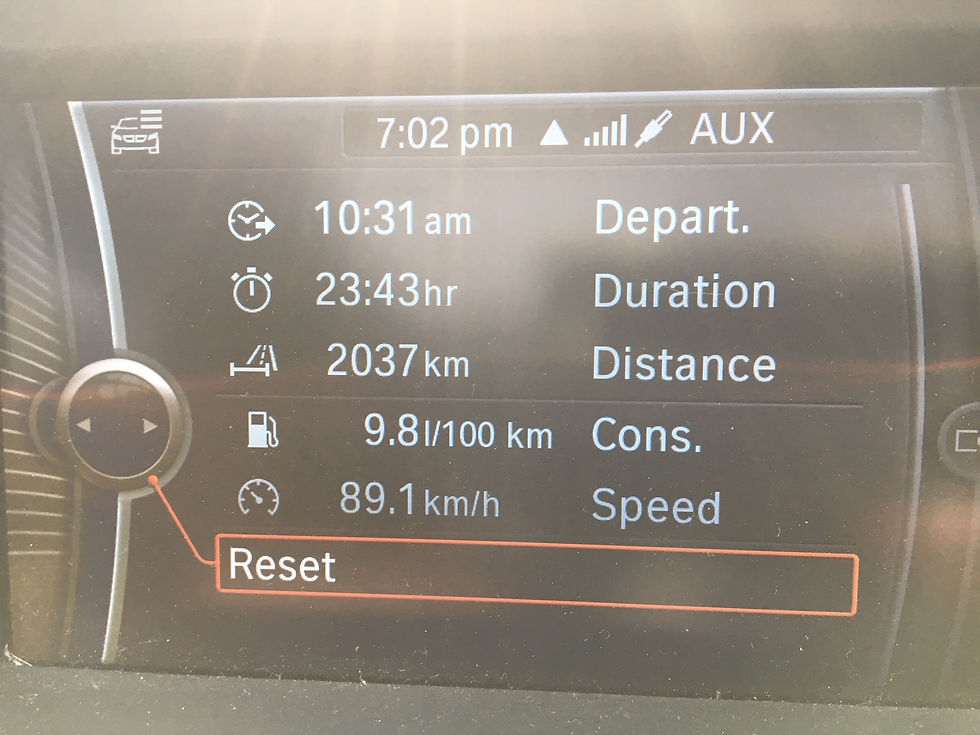 7:02 pm AUX
10:31 am Depart.
23:43 hr Duration
2037 km Distance
9.8 l/100 km Cons.
89.1 km/h Speed
Reset